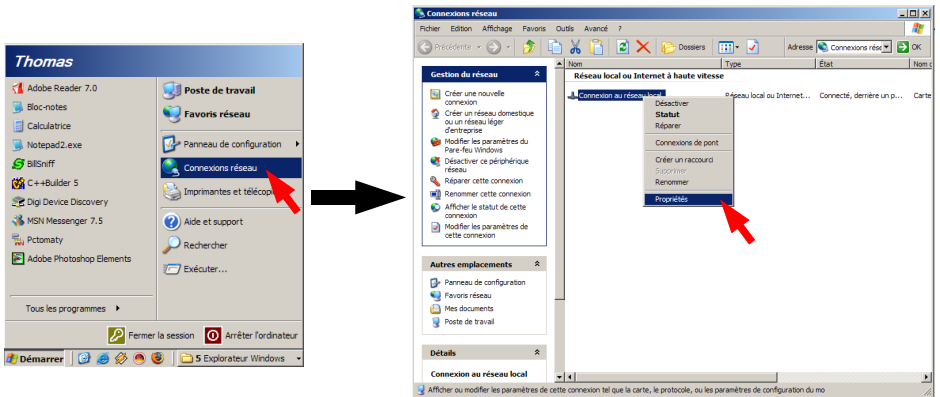 Thomas
Adobe Reader 7.0
Bloc-notes
Calculatrice
Notepad2.exe
BillSniff
C++Builder 5
Digi Device Discovery
MSN Messenger 7.5
Pctomaty
Adobe Photoshop Elements
Tous les programmes
Poste de travail
Favoris réseau
Panneau de configuration
Connexions réseau
Imprimantes et télécopie
Aide et support
Rechercher
Exécuter...
Fermer la session
Arrêter l'ordinateur
Démarrer
5 Explorateur Windows
Connexions réseau
Fichier Edition Affichage Favoris Outils Avancé ?
Précédente
Dossiers
Adresse
Connexions rése
OK
Gestion du réseau
Créer une nouvelle
connexion
Créer un réseau domestique
ou un réseau léger
d'entreprise
Modifier les paramètres du
Pare-feu Windows
Désactiver ce périphérique
réseau
Réparer cette connexion
Renommer cette connexion
Afficher le statut de cette
connexion
Modifier les paramètres de
cette connexion
Autres emplacements
Panneau de configuration
Favoris réseau
Mes documents
Poste de travail
Détails
Connexion au réseau local
Nom Type État Nom d
Réseau local ou Internet à haute vitesse
Connexion au réseau local Réseau local ou Internet... Connecté, derrière un p... Carte
Désactiver
Statut
Réparer
Connexions de pont
Créer un raccourci
Supprimer
Renommer
Propriétés
Afficher ou modifier les paramètres de cette connexion tel que la carte, le protocole, ou les paramètres de configuration du mo